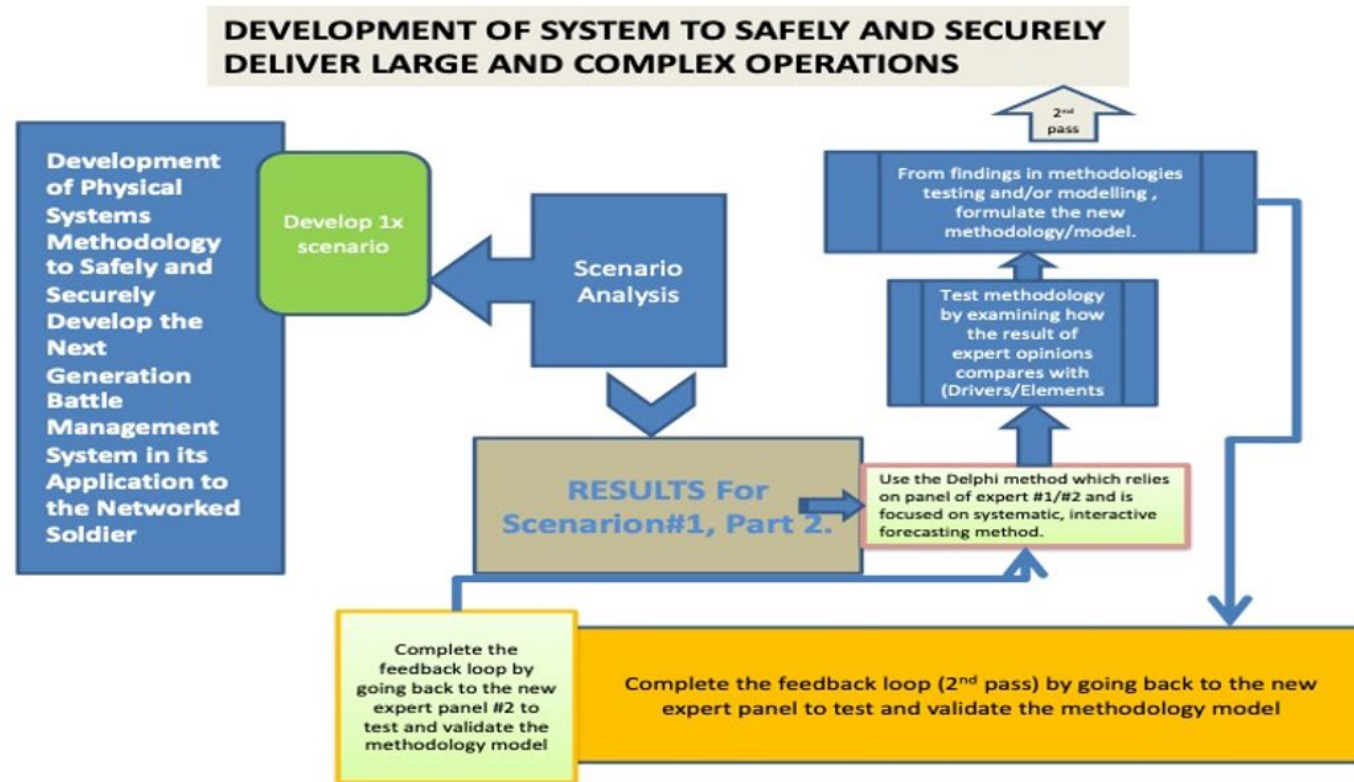 DEVELOPMENT OF SYSTEM TO SAFELY AND SECURELY
DELIVER LARGE AND COMPLEX OPERATIONS
Development
of Physical
Systems
Methodology
to Safely and
Securely
Develop the
Next
Generation
Battle
Management
System in its
Application to
the Networked
Soldier
Develop 1x
scenario
Scenario
Analysis
2nd
pass
From findings in methodologies
testing and/or modelling ,
formulate the new
methodology/model.
Test methodology
by examining how
the result of
expert opinions
compares with
(Drivers/Elements
RESULTS For
Scenarion#1, Part 2.
Use the Delphi method which relies
on panel of expert #1/#2 and is
focused on systematic, interactive
forecasting method.
Complete the
feedback loop by
going back to the new
expert panel #2 to
test and validate the
methodology model
Complete the feedback loop (2nd pass) by going back to the new
expert panel to test and validate the methodology model